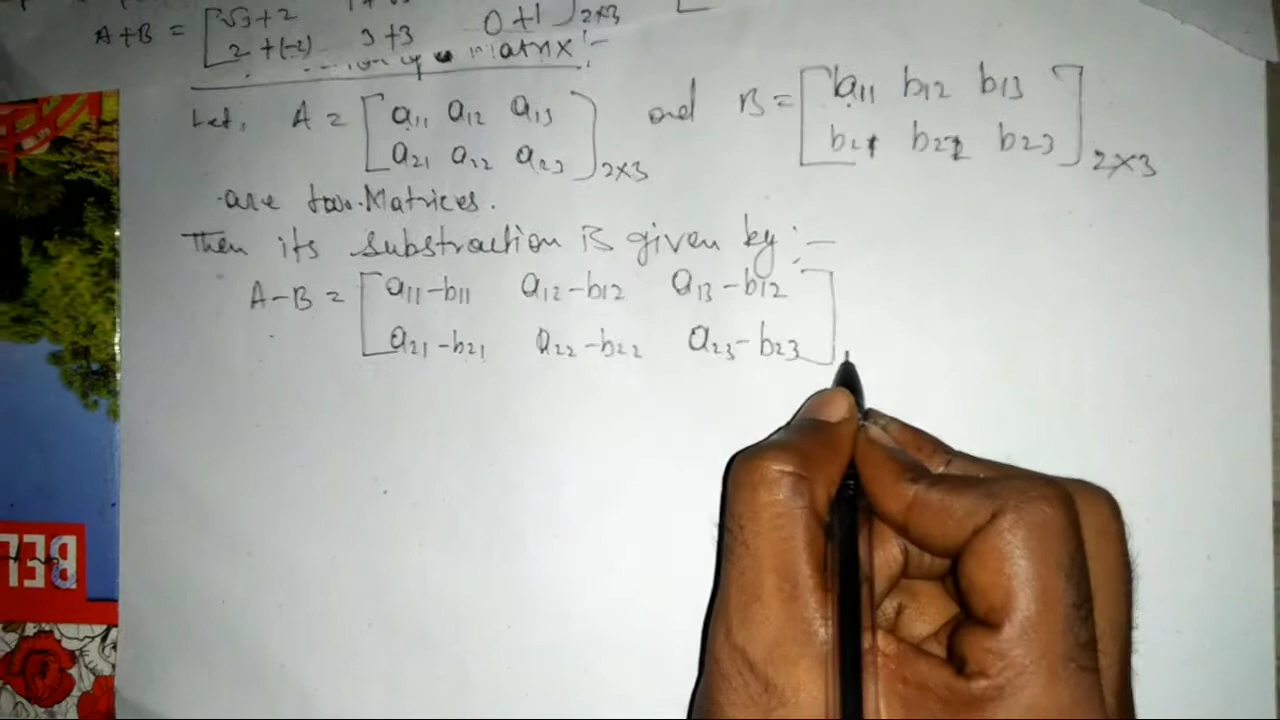 A+B = [√3+2
2+(-2) 3+3 0+1]2×3
matrix:-
Let, A = [a11 a12 a13 and B = [b11 b12 b13
a21 a22 a23]2×3 b21 b22 b23]2×3
are two Matrices.
Then its substraction is given by:-
A-B = [a11-b11 a12-b12 a13-b12
a21-b21 a22-b22 a23-b23]
BEL